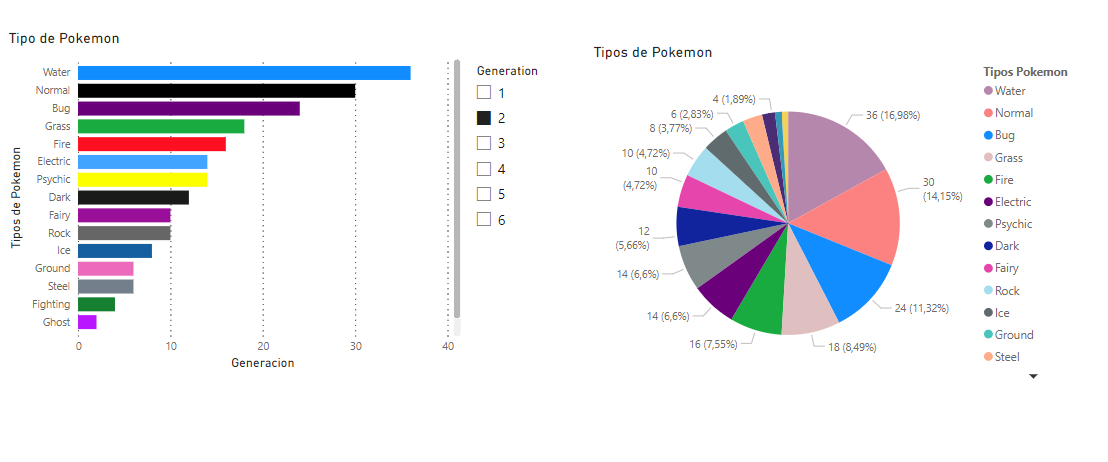 Tipo de Pokemon
Tipos de Pokemon
Water
Normal
Bug
Grass
Fire
Electric
Psychic
Dark
Fairy
Rock
Ice
Ground
Steel
Fighting
Ghost
0 10 20 30 40
Generacion
Generation
1
2
3
4
5
6
Tipos de Pokemon
36 (16,98%)
30
(14,15%)
24 (11,32%)
18 (8,49%)
16 (7,55%)
14 (6,6%)
14 (6,6%)
12
(5,66%)
10
(4,72%)
10 (4,72%)
8 (3,77%)
6 (2,83%)
4 (1,89%)
Tipos Pokemon
Water
Normal
Bug
Grass
Fire
Electric
Psychic
Dark
Fairy
Rock
Ice
Ground
Steel